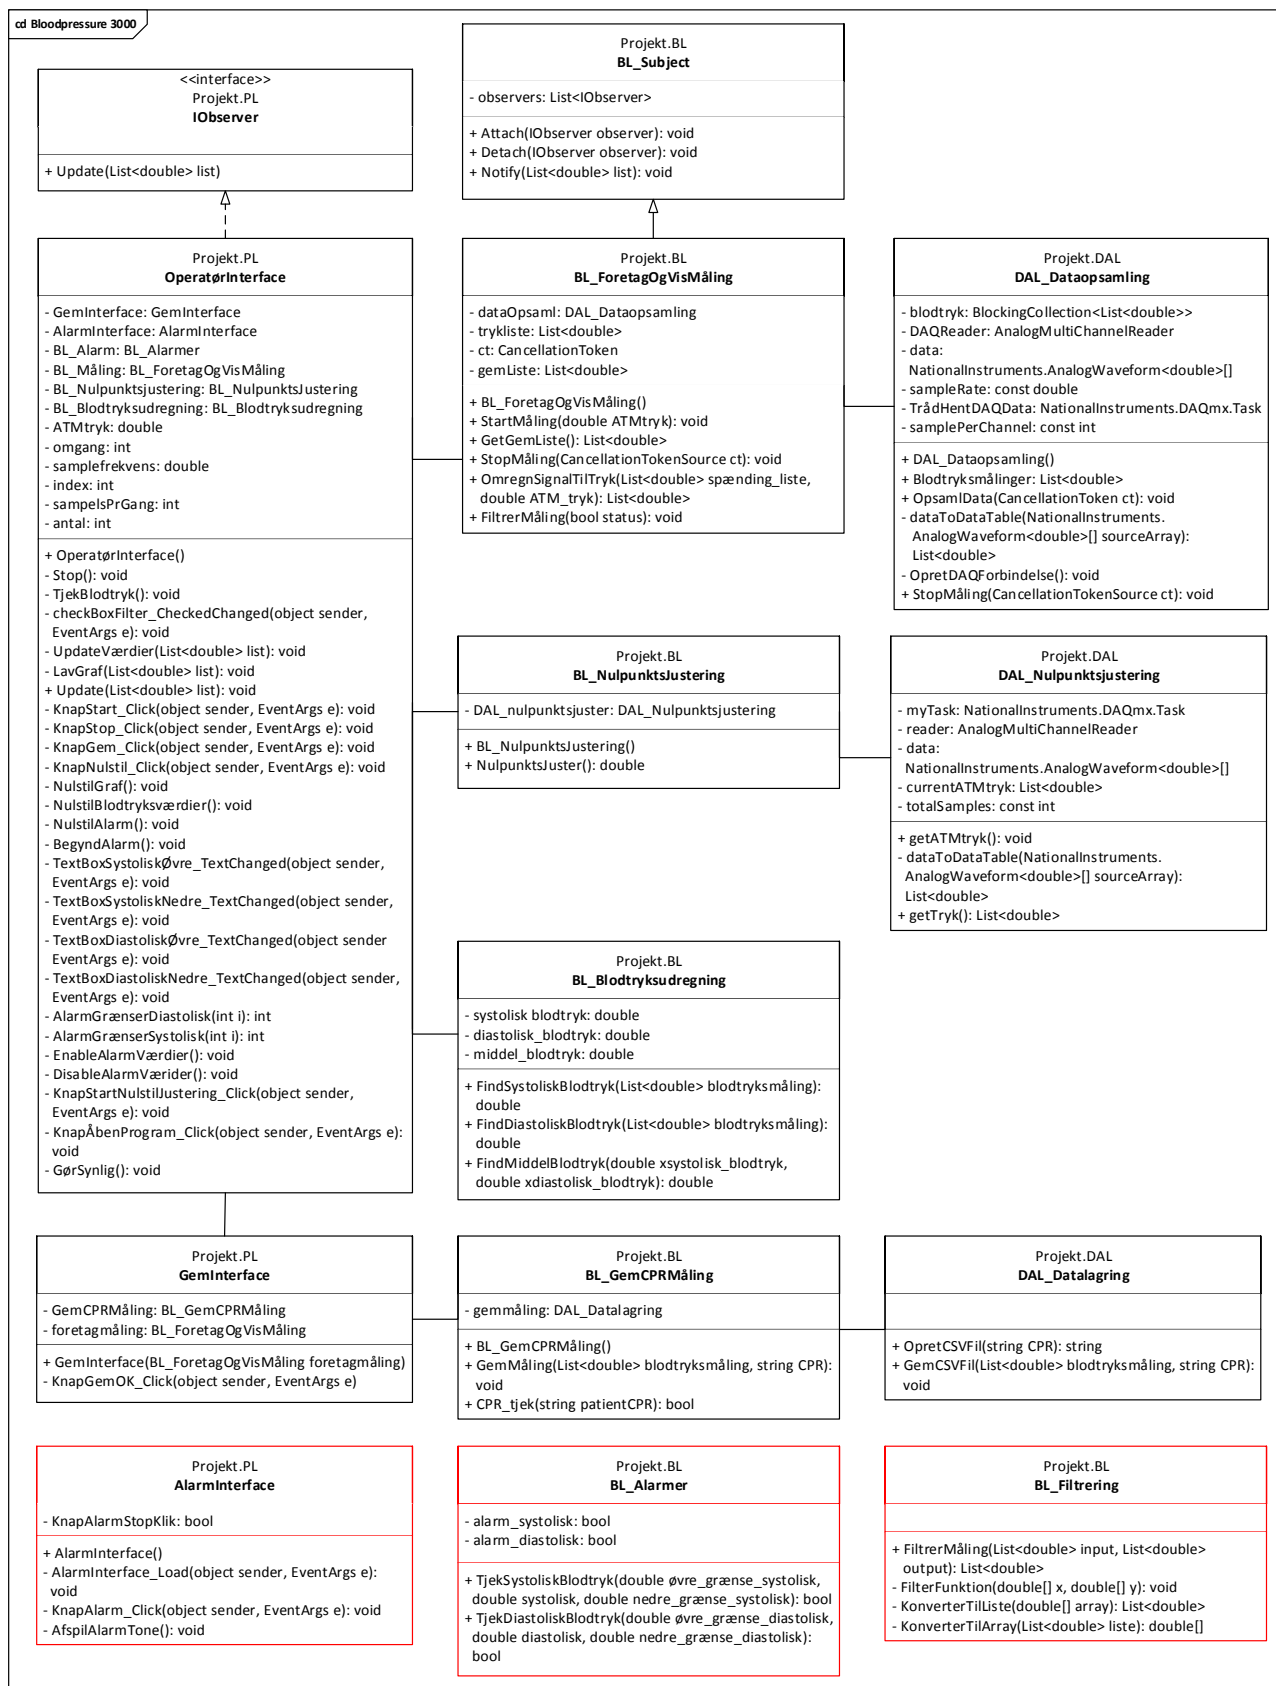 cd Bloodpressure 3000
<<interface>>
Projekt.PL
IObserver
+ Update(List<double> list)
Projekt.BL
BL_Subject
- observers: List<IObserver>
+ Attach(IObserver observer): void
+ Detach(IObserver observer): void
+ Notify(List<double> list): void
Projekt.PL
OperatørInterface
- GemInterface: GemInterface
- AlarmInterface: AlarmInterface
- BL_Alarm: BL_Alarmer
- BL_Måling: BL_ForetagOgVisMåling
- BL_Nulpunktsjustering: BL_NulpunktsJustering
- BL_Blodtryksudregning: BL_Blodtryksudregning
- ATMtryk: double
- omgang: int
- samplefrekvens: double
- index: int
- sampelsPrGang: int
- antal: int
+ OperatørInterface()
- Stop(): void
- TjekBlodtryk(): void
- checkBoxFilter_CheckedChanged(object sender,
EventArgs e): void
- UpdateVærdier(List<double> list): void
- LavGraf(List<double> list): void
+ Update(List<double> list): void
- KnapStart_Click(object sender, EventArgs e): void
- KnapStop_Click(object sender, EventArgs e): void
- KnapGem_Click(object sender, EventArgs e): void
- KnapNulstil_Click(object sender, EventArgs e): void
- NulstilGraf(): void
- NulstilBlodtryksværdier(): void
- NulstilAlarm(): void
- BegyndAlarm(): void
- TextBoxSystoliskØvre_TextChanged(object sender,
EventArgs e): void
- TextBoxSystoliskNedre_TextChanged(object sender,
EventArgs e): void
- TextBoxDiastoliskØvre_TextChanged(object sender
EventArgs e): void
- TextBoxDiastoliskNedre_TextChanged(object sender,
EventArgs e): void
- AlarmGrænserDiastolisk(int i): int
- AlarmGrænserSystolisk(int i): int
- EnableAlarmVærdier(): void
- DisableAlarmVærider(): void
- KnapStartNulstilJustering_Click(object sender,
EventArgs e): void
- KnapÅbenProgram_Click(object sender, EventArgs e):
void
- GørSynlig(): void
Projekt.BL
BL_ForetagOgVisMåling
- dataOpsaml: DAL_Dataopsamling
- trykliste: List<double>
- ct: CancellationToken
- gemListe: List<double>
+ BL_ForetagOgVisMåling()
+ StartMåling(double ATMtryk): void
+ GetGemListe(): List<double>
+ StopMåling(CancellationTokenSource ct): void
+ OmregnSignalTilTryk(List<double> spænding_liste,
double ATM_tryk): List<double>
+ FiltrerMåling(bool status): void
Projekt.DAL
DAL_Dataopsamling
- blodtryk: BlockingCollection<List<double>>
- DAQReader: AnalogMultiChannelReader
- data:
NationalInstruments.AnalogWaveform<double>[]
- sampleRate: const double
- TrådHentDAQData: NationalInstruments.DAQmx.Task
- samplePerChannel: const int
+ DAL_Dataopsamling()
+ Blodtryksmålinger: List<double>
+ OpsamlData(CancellationToken ct): void
- dataToDataTable(NationalInstruments.
AnalogWaveform<double>[] sourceArray):
List<double>
- OpretDAQForbindelse(): void
+ StopMåling(CancellationTokenSource ct): void
Projekt.BL
BL_NulpunktsJustering
- DAL_nulpunktsjuster: DAL_Nulpunktsjustering
+ BL_NulpunktsJustering()
+ NulpunktsJuster(): double
Projekt.DAL
DAL_Nulpunktsjustering
- myTask: NationalInstruments.DAQmx.Task
- reader: AnalogMultiChannelReader
- data:
NationalInstruments.AnalogWaveform<double>[]
- currentATMtryk: List<double>
- totalSamples: const int
+ getATMtryk(): void
- dataToDataTable(NationalInstruments.
AnalogWaveform<double>[] sourceArray):
List<double>
+ getTryk(): List<double>
Projekt.BL
BL_Blodtryksudregning
- systolisk blodtryk: double
- diastolisk_blodtryk: double
- middel_blodtryk: double
+ FindSystoliskBlodtryk(List<double> blodtryksmåling):
double
+ FindDiastoliskBlodtryk(List<double> blodtryksmåling):
double
+ FindMiddelBlodtryk(double xsystolisk_blodtryk,
double xdiastolisk_blodtryk): double
Projekt.PL
GemInterface
- GemCPRMåling: BL_GemCPRMåling
- foretagmåling: BL_ForetagOgVisMåling
+ GemInterface(BL_ForetagOgVisMåling foretagmåling)
- KnapGemOK_Click(object sender, EventArgs e)
Projekt.BL
BL_GemCPRMåling
- gemmåling: DAL_Datalagring
+ BL_GemCPRMåling()
+ GemMåling(List<double> blodtryksmåling, string CPR):
void
+ CPR_tjek(string patientCPR): bool
Projekt.DAL
DAL_Datalagring
+ OpretCSVFil(string CPR): string
+ GemCSVFil(List<double> blodtryksmåling, string CPR):
void
Projekt.PL
AlarmInterface
- KnapAlarmStopKlik: bool
+ AlarmInterface()
- AlarmInterface_Load(object sender, EventArgs e):
void
- KnapAlarm_Click(object sender, EventArgs e): void
- AfspilAlarmTone(): void
Projekt.BL
BL_Alarmer
- alarm_systolisk: bool
- alarm_diastolisk: bool
+ TjekSystoliskBlodtryk(double øvre_grænse_systolisk,
double systolisk, double nedre_grænse_systolisk): bool
+ TjekDiastoliskBlodtryk(double øvre_grænse_diastolisk,
double diastolisk, double nedre_grænse_diastolisk):
bool
Projekt.BL
BL_Filtrering
+ FiltrerMåling(List<double> input, List<double>
output): List<double>
- FilterFunktion(double[] x, double[] y): void
- KonverterTilListe(double[] array): List<double>
- KonverterTilArray(List<double> liste): double[]